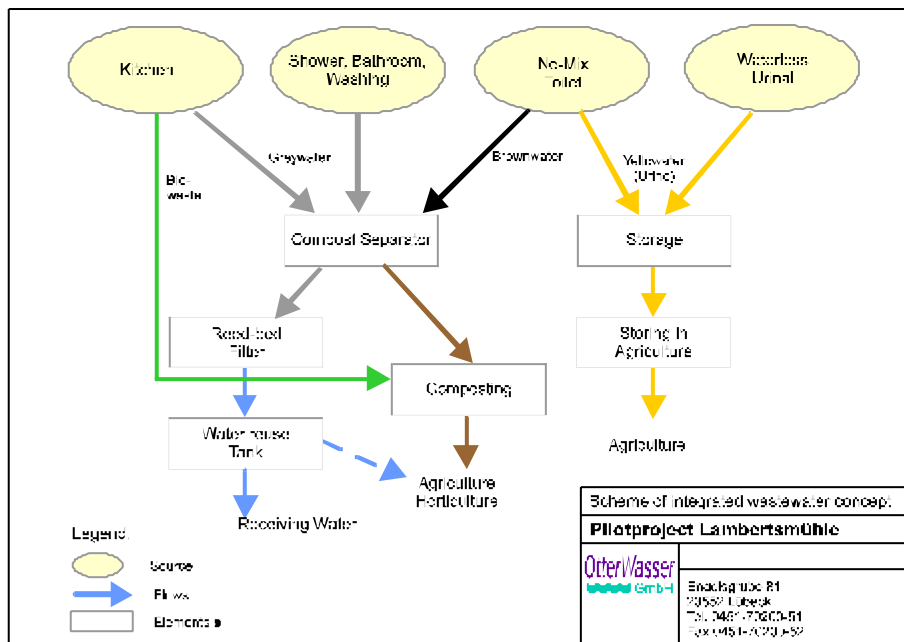 Kitchen
Shower, Bathroom,
Washing
No-Mix
Toilet
Waterless
Urinal
Greywater
Brownwater
Yellowwater
(Urine)
Bio-
waste
Compost Separator
Storage
Reed-bed
Filter
Storing in
Agriculture
Composting
Water reuse
Tank
Agriculture
Agriculture
Horticulture
Receiving Water
Legend:
Source
Flows
Elements
Scheme of integrated wastewater concept
Pilotproject Lambertsmühle
OtterWasser
GmbH
23552 Lübeck